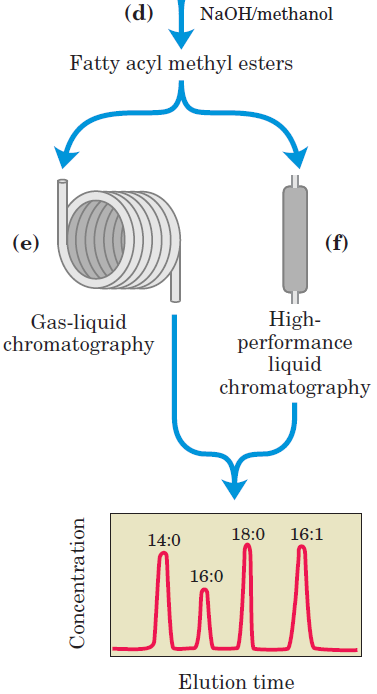 (d) NaOH/methanol
Fatty acyl methyl esters
(e)
(f)
Gas-liquid
chromatography
High-
performance
liquid
chromatography
Concentration
14:0
16:0
18:0
16:1
Elution time